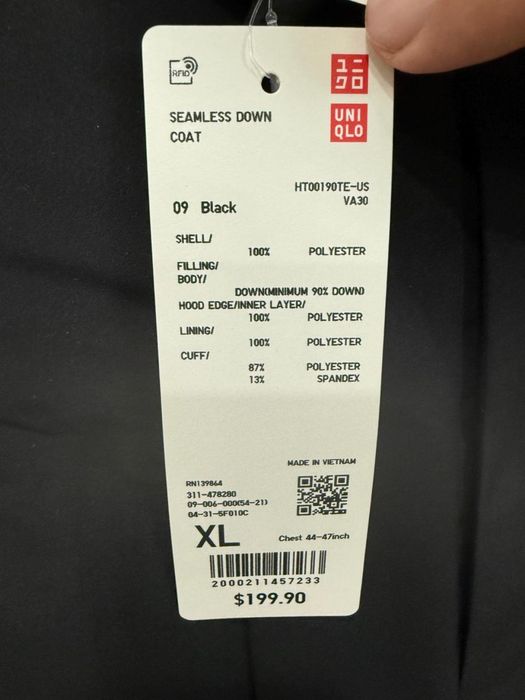 RFID
ユニ
クロ
SEAMLESS DOWN
COAT
UNI
QLO
HT00190TE-US
VA30
09 Black
SHELL/
100% POLYESTER
FILLING/
BODY/
DOWN(MINIMUM 90% DOWN)
HOOD EDGE/INNER LAYER/
100% POLYESTER
LINING/
100% POLYESTER
CUFF/
87% POLYESTER
13% SPANDEX
MADE IN VIETNAM
RN139864
311-478280
09-006-000(54-21)
04-31-5F010C
XL Chest 44-47inch
2000211457233
$199.90